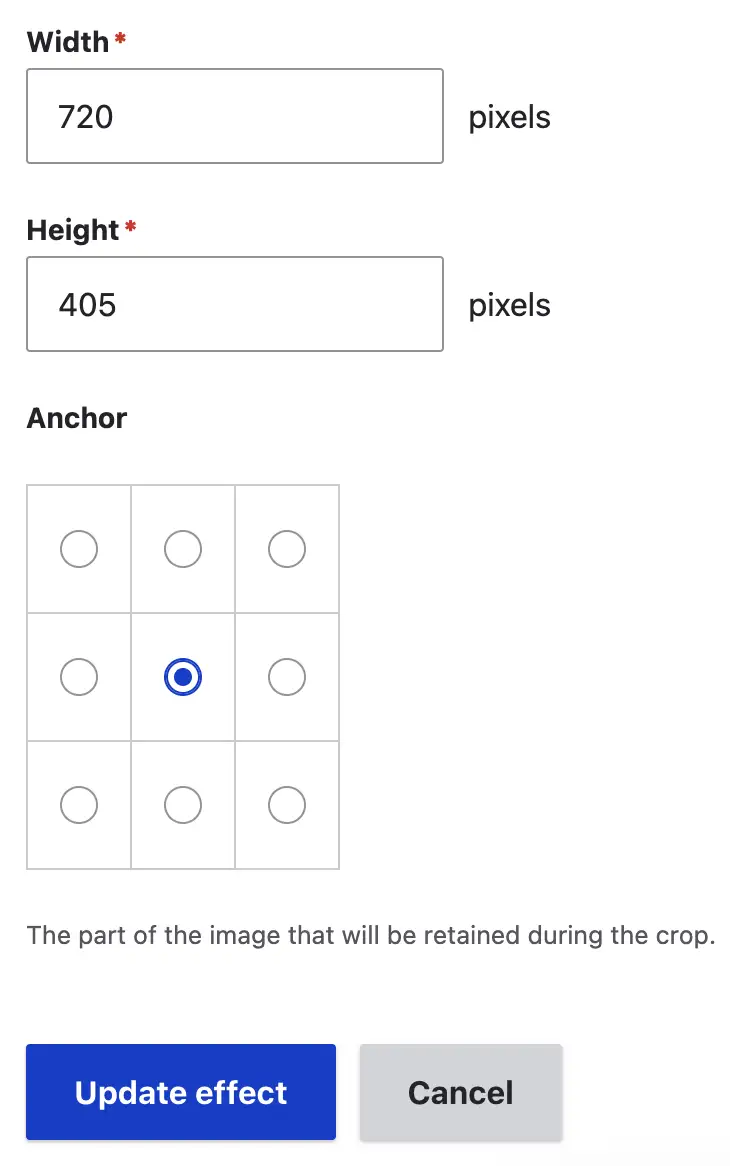 Width*
720 pixels
Height*
405 pixels
Anchor
The part of the image that will be retained during the crop.
Update effect Cancel